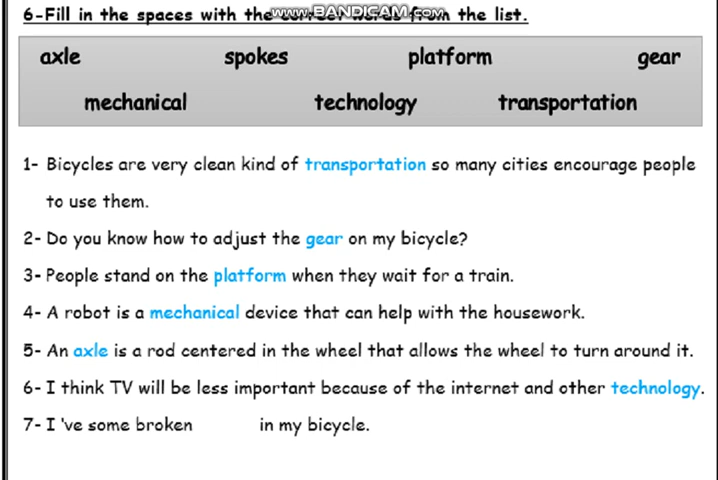 6-Fill in the spaces with the correct words from the list.
www.BANDICAM.com
axle spokes platform gear
mechanical technology transportation
1- Bicycles are very clean kind of transportation so many cities encourage people
to use them.
2- Do you know how to adjust the gear on my bicycle?
3- People stand on the platform when they wait for a train.
4- A robot is a mechanical device that can help with the housework.
5- An axle is a rod centered in the wheel that allows the wheel to turn around it.
6- I think TV will be less important because of the internet and other technology.
7- I 've some broken in my bicycle.